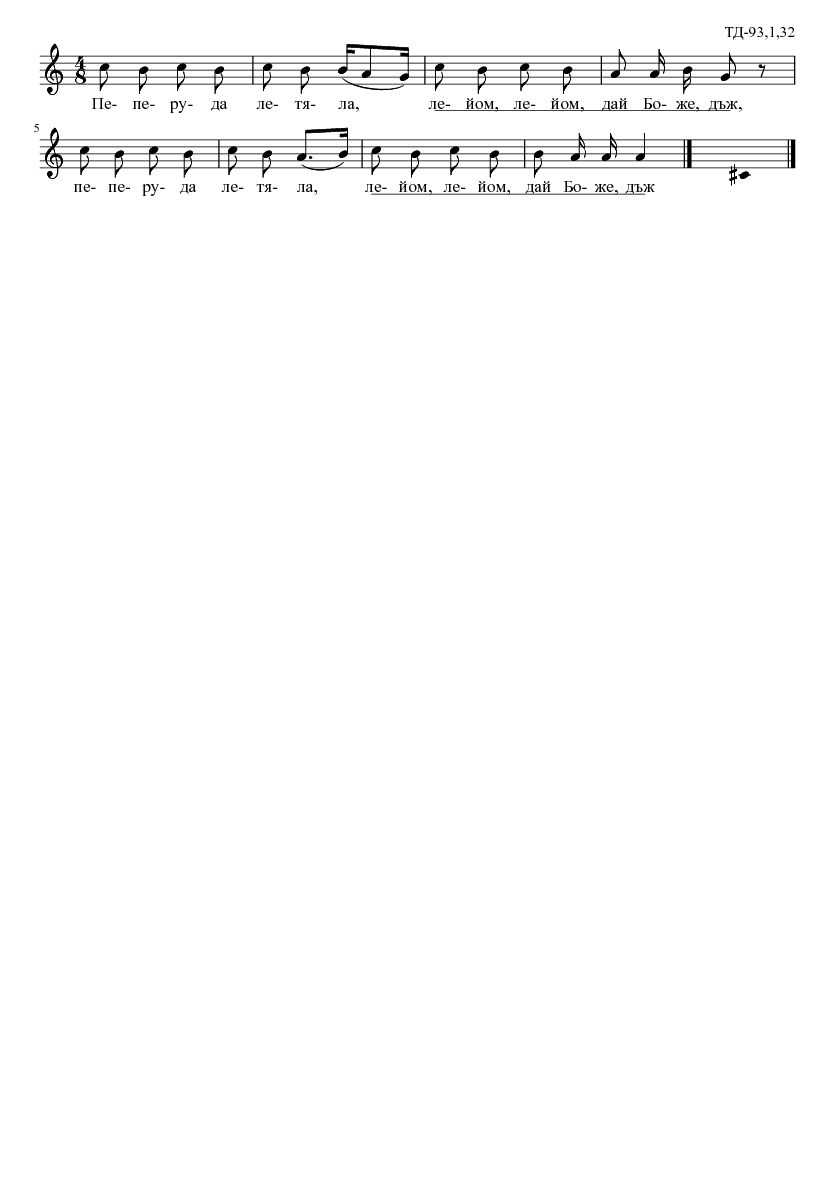 ТД-93,1,32
4
8
Пе- пе- ру- да ле- тя- ла, ле- йом, ле- йом, дай Бо- же, дъж,
5
пе- пе- ру- да ле- тя- ла, ле- йом, ле- йом, дай Бо- же, дъж